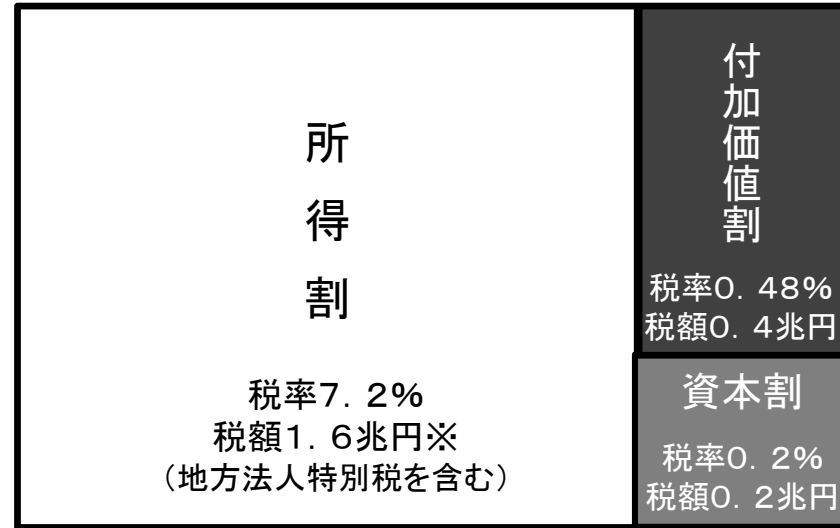 所得割
税率7．2％
税額1．6兆円※
（地方法人特別税を含む）
付加価値割
税率0．48％
税額0．4兆円
資本割
税率0．2％
税額0．2兆円